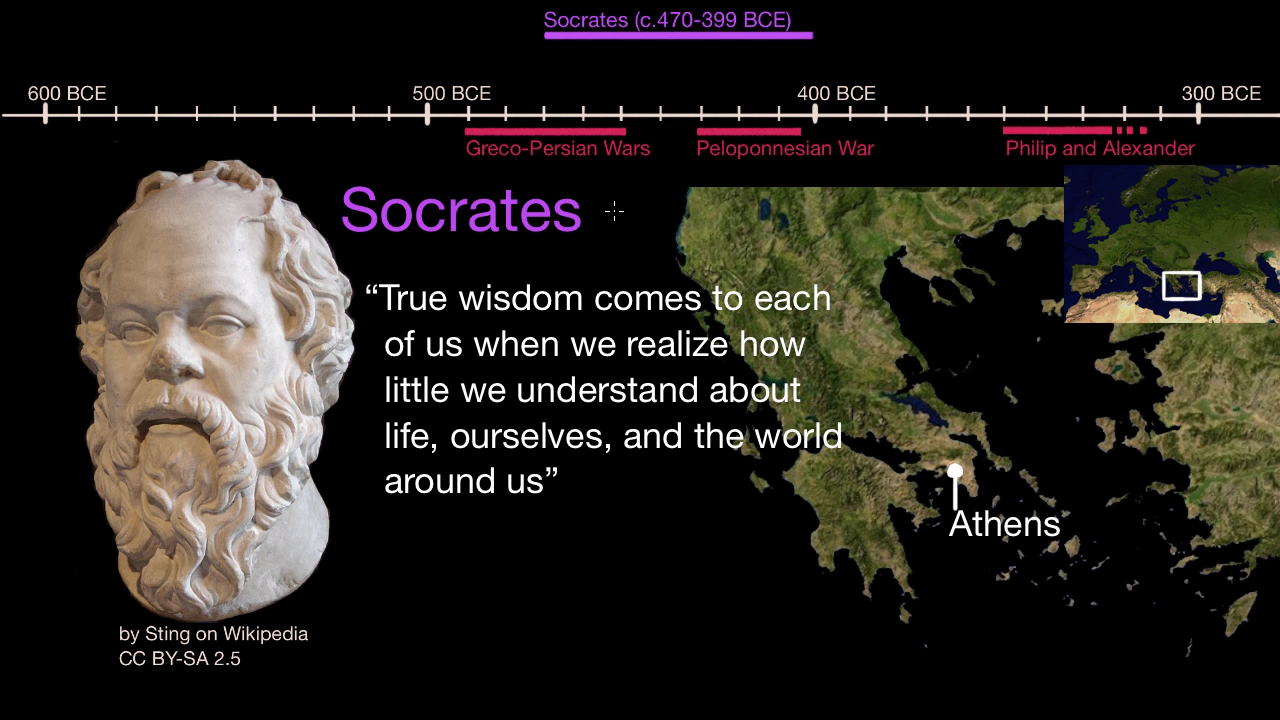 Socrates (c.470-399 BCE)
600 BCE
500 BCE
400 BCE
300 BCE
Greco-Persian Wars
Peloponnesian War
Philip and Alexander
Socrates
“True wisdom comes to each
of us when we realize how
little we understand about
life, ourselves, and the world
around us”
Athens
by Sting on Wikipedia
CC BY-SA 2.5